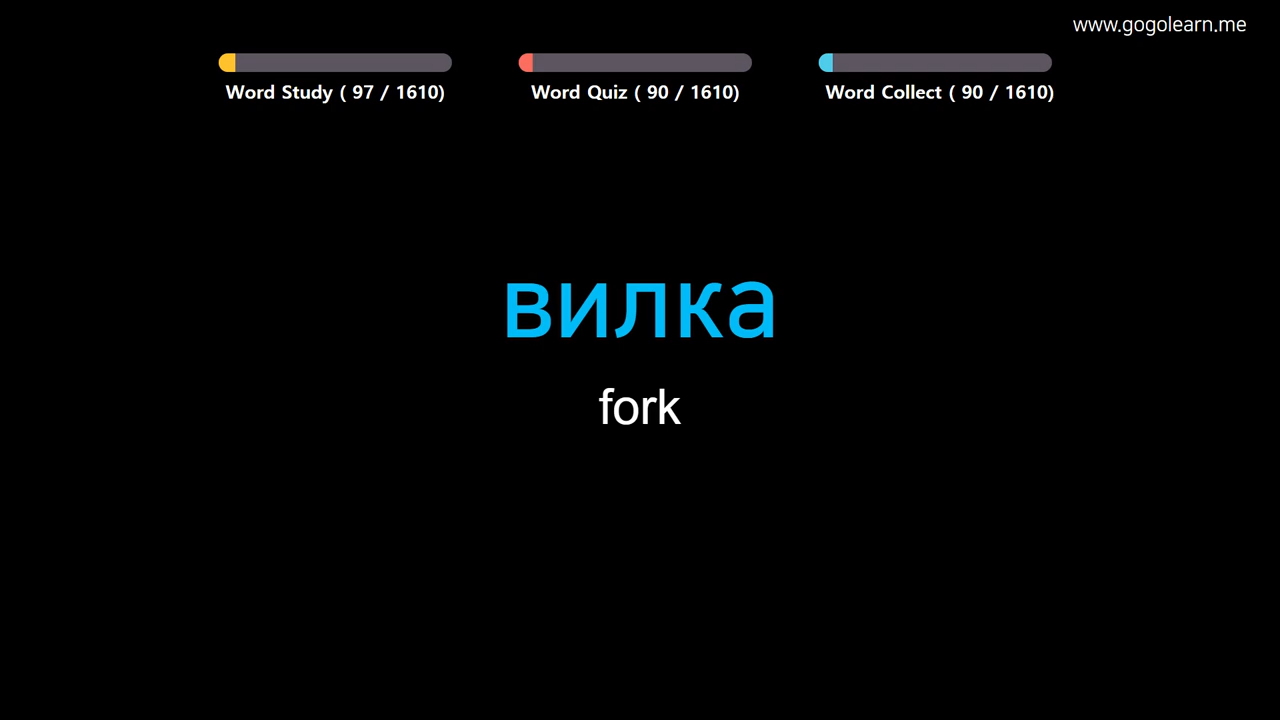 www.gogolearn.me
Word Study ( 97 / 1610)
Word Quiz ( 90 / 1610)
Word Collect ( 90 / 1610)
вилка
fork